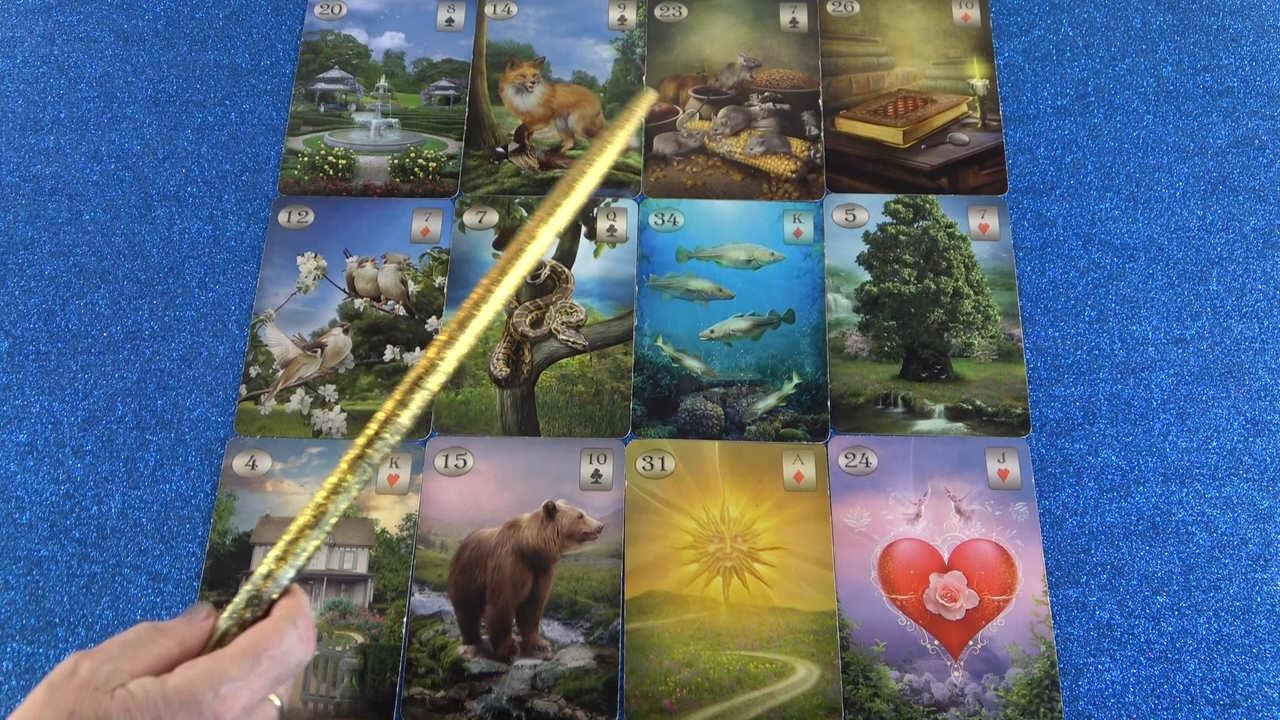 20 8♠ 14 9♣ 23 7♣ 26 10♦
12 7♦ 7 Q♣ 34 K♦ 5 7♥
4 K♥ 15 10♣ 31 A♦ 24 J♥